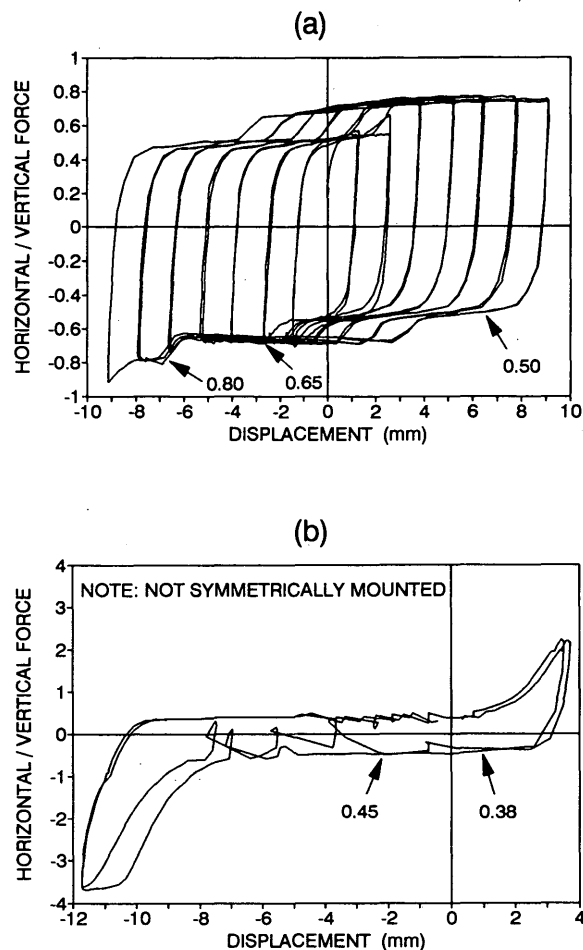 (a)
HORIZONTAL / VERTICAL FORCE
1
0.8
0.6
0.4
0.2
0
-0.2
-0.4
-0.6
-0.8
-1
0.80
0.65
0.50
-10 -8 -6 -4 -2 0 2 4 6 8 10
DISPLACEMENT (mm)
(b)
NOTE: NOT SYMMETRICALLY MOUNTED
HORIZONTAL / VERTICAL FORCE
4
3
2
1
0
-1
-2
-3
-4
0.45
0.38
-12 -10 -8 -6 -4 -2 0 2 4
DISPLACEMENT (mm)